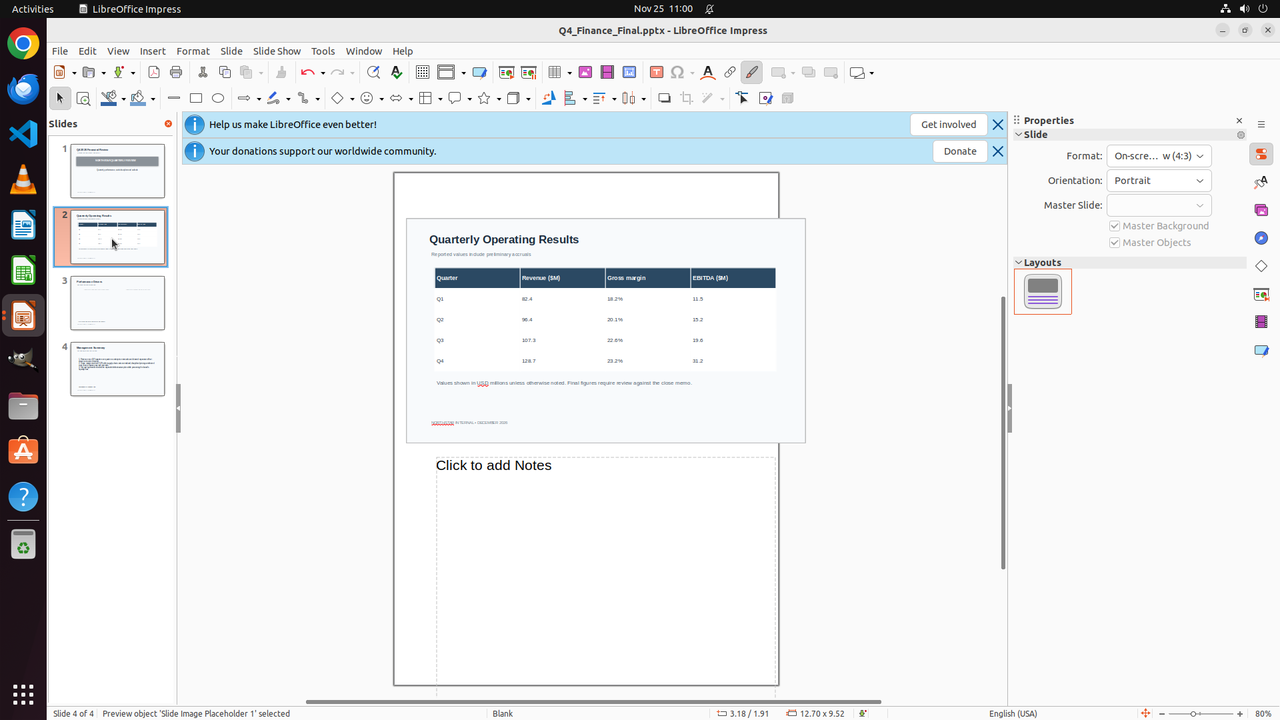 Activities
LibreOffice Impress
Nov 25 11:00
Q4_Finance_Final.pptx - LibreOffice Impress
File Edit View Insert Format Slide Slide Show Tools Window Help
Slides
Help us make LibreOffice even better!
Get involved
Your donations support our worldwide community.
Donate
1
2
3
4
Quarterly Operating Results
Reported values include preliminary accruals
Quarter Revenue ($M) Gross margin EBITDA ($M)
Q1 82.4 18.2% 11.5
Q2 96.4 20.1% 15.2
Q3 107.3 22.6% 19.6
Q4 128.7 23.2% 31.2
Values shown in USD millions unless otherwise noted. Final figures require review against the close memo.
Click to add Notes
Properties
Slide
Format: On-scre... w (4:3)
Orientation: Portrait
Master Slide:
Master Background
Master Objects
Layouts
Slide 4 of 4
Preview object 'Slide Image Placeholder 1' selected
Blank
3.18 / 1.91
12.70 x 9.52
English (USA)
80%